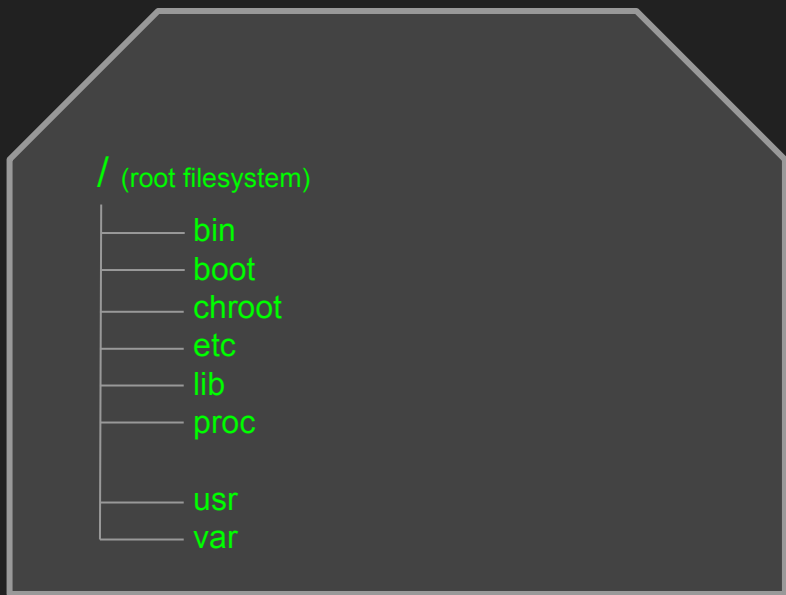 / (root filesystem)
bin
boot
chroot
etc
lib
proc
usr
var